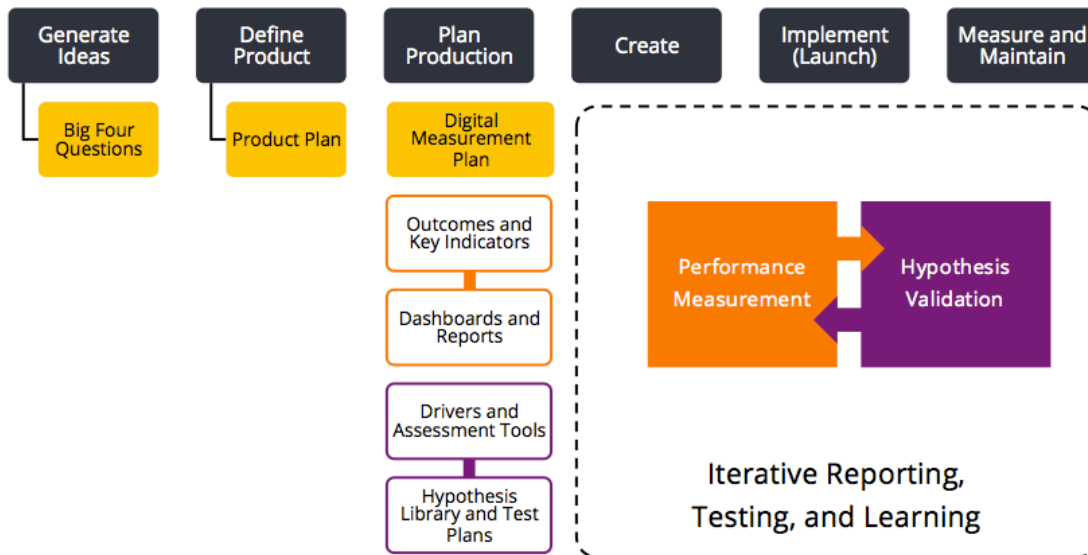 Generate
Ideas
Define
Product
Plan
Production
Create
Implement
(Launch)
Measure and
Maintain
Big Four
Questions
Product Plan
Digital
Measurement
Plan
Outcomes and
Key Indicators
Dashboards and
Reports
Drivers and
Assessment Tools
Hypothesis
Library and Test
Plans
Performance
Measurement
Hypothesis
Validation
Iterative Reporting,
Testing, and Learning